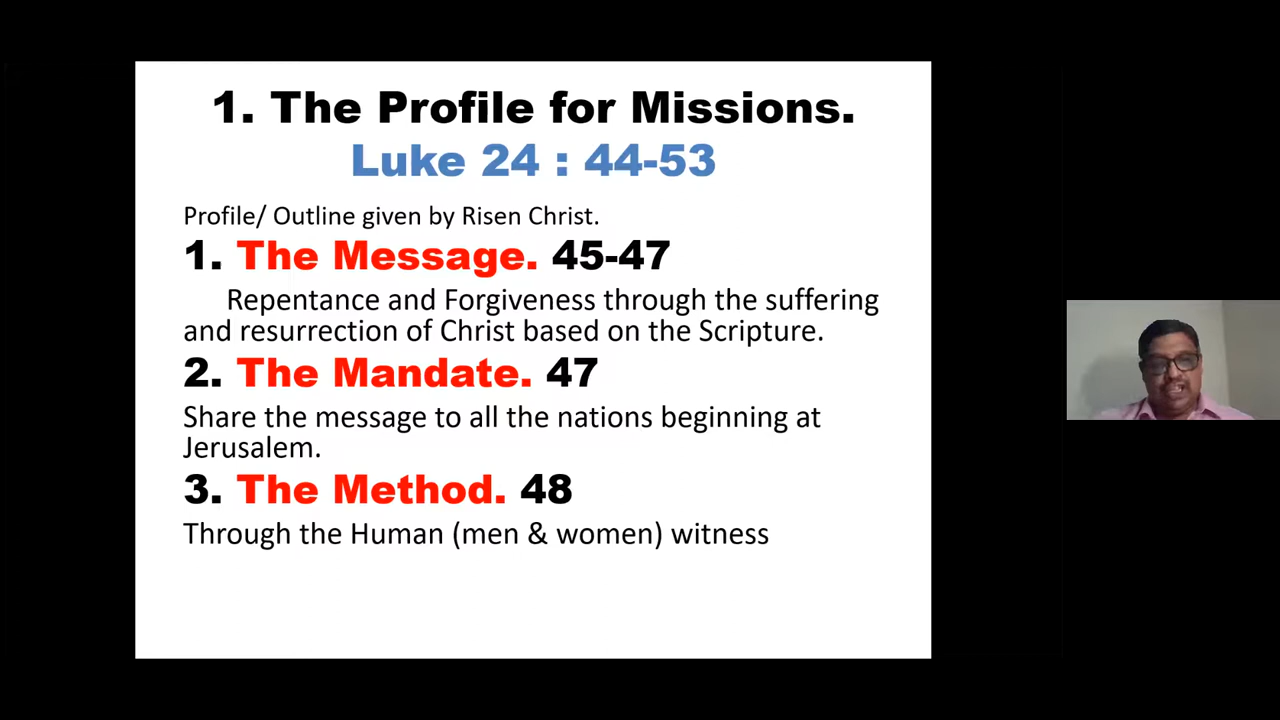 1. The Profile for Missions.
Luke 24 : 44-53
Profile/ Outline given by Risen Christ.
1. The Message. 45-47
Repentance and Forgiveness through the suffering
and resurrection of Christ based on the Scripture.
2. The Mandate. 47
Share the message to all the nations beginning at
Jerusalem.
3. The Method. 48
Through the Human (men & women) witness